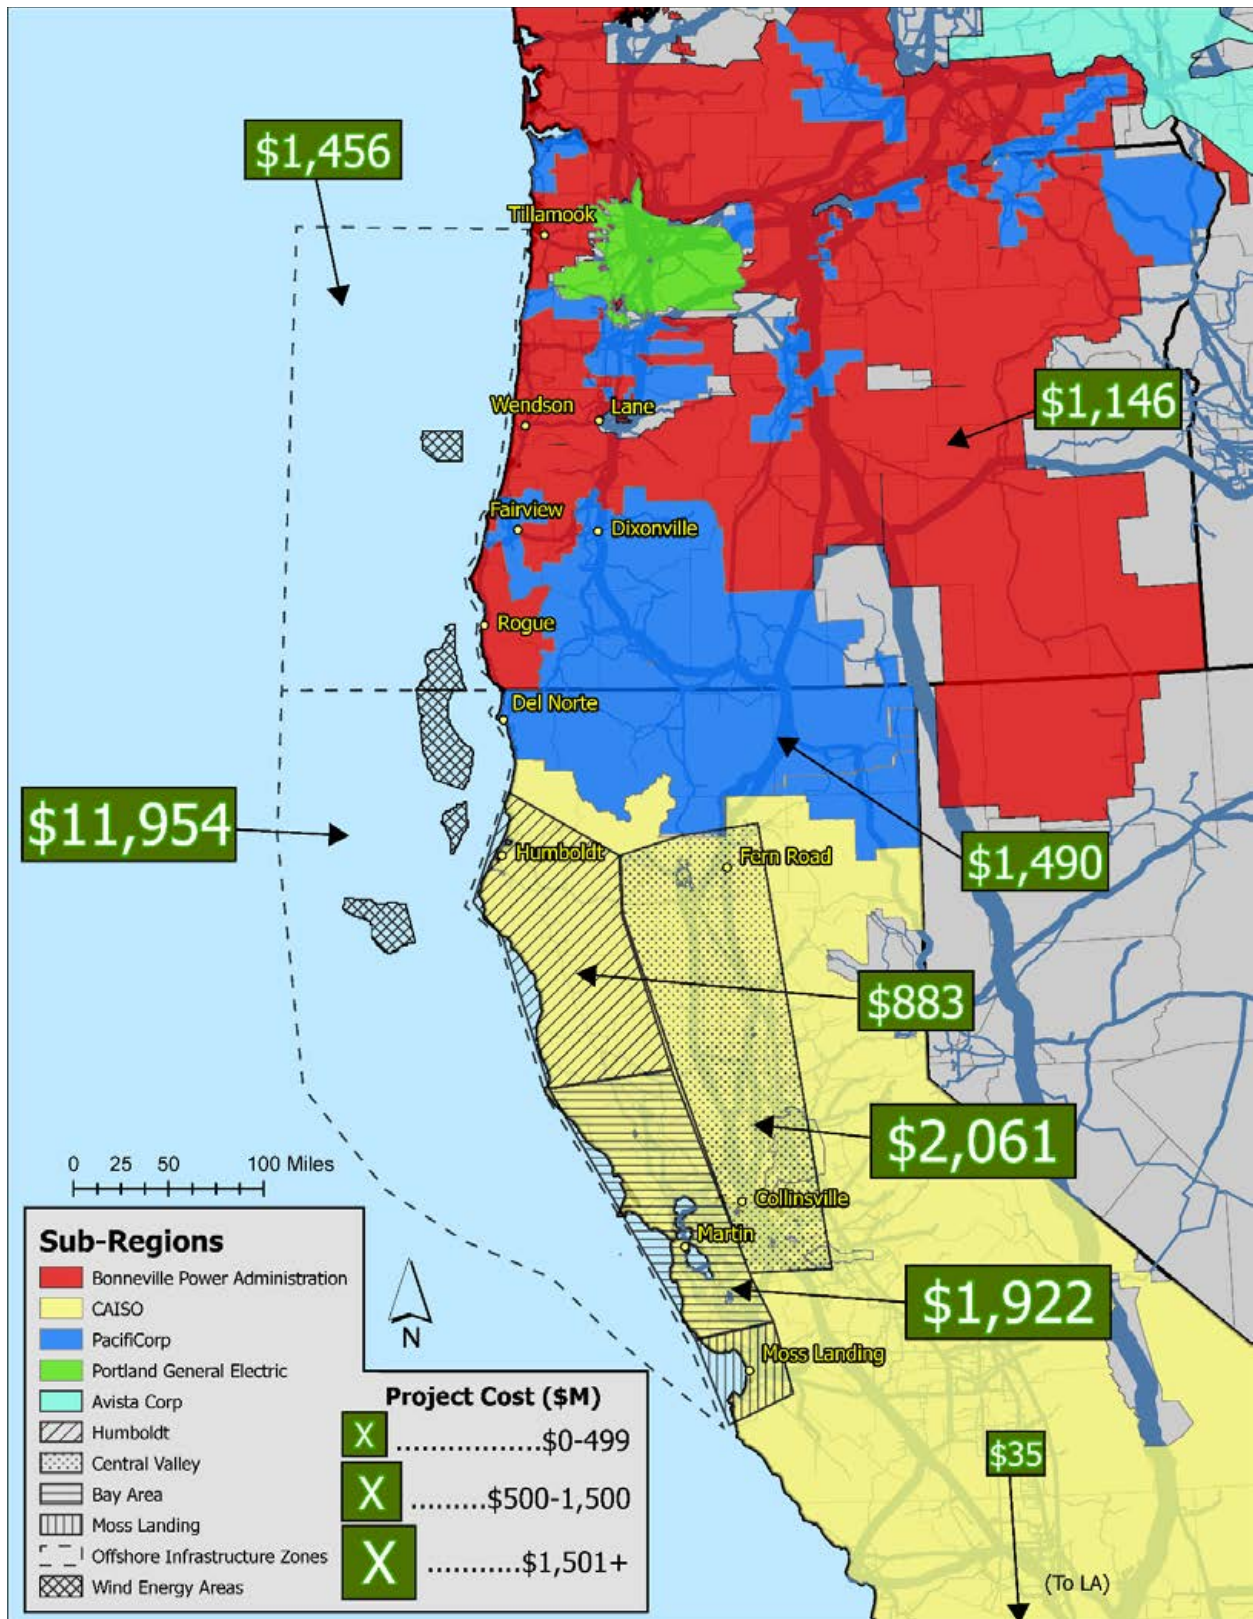 $1,456
Tillamook
$1,146
Wendson
Lane
Fairview
Dixonville
Rogue
Del Norte
$11,954
Humboldt
Fern Road
$1,490
$883
$2,061
0 25 50 100 Miles
Collinsville
Martin
$1,922
Moss Landing
$35
(To LA)
N
Sub-Regions
Bonneville Power Administration
CAISO
PacifiCorp
Portland General Electric
Avista Corp
Humboldt
Central Valley
Bay Area
Moss Landing
Offshore Infrastructure Zones
Wind Energy Areas
Project Cost ($M)
X .................$0-499
X .........$500-1,500
X ...........$1,501+